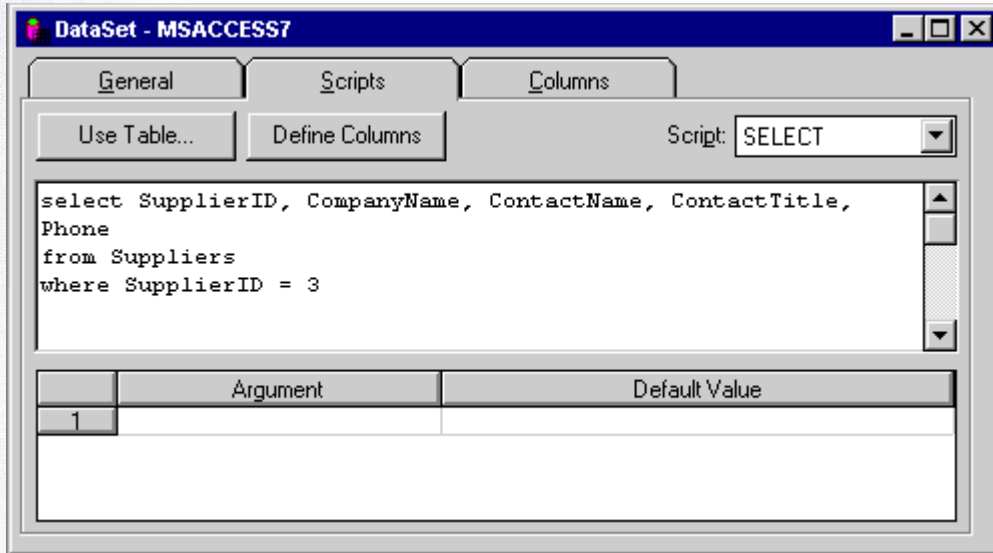 DataSet - MSACCESS7
General Scripts Columns
Use Table... Define Columns Script: SELECT
select SupplierID, CompanyName, ContactName, ContactTitle,
Phone
from Suppliers
where SupplierID = 3
Argument Default Value
1